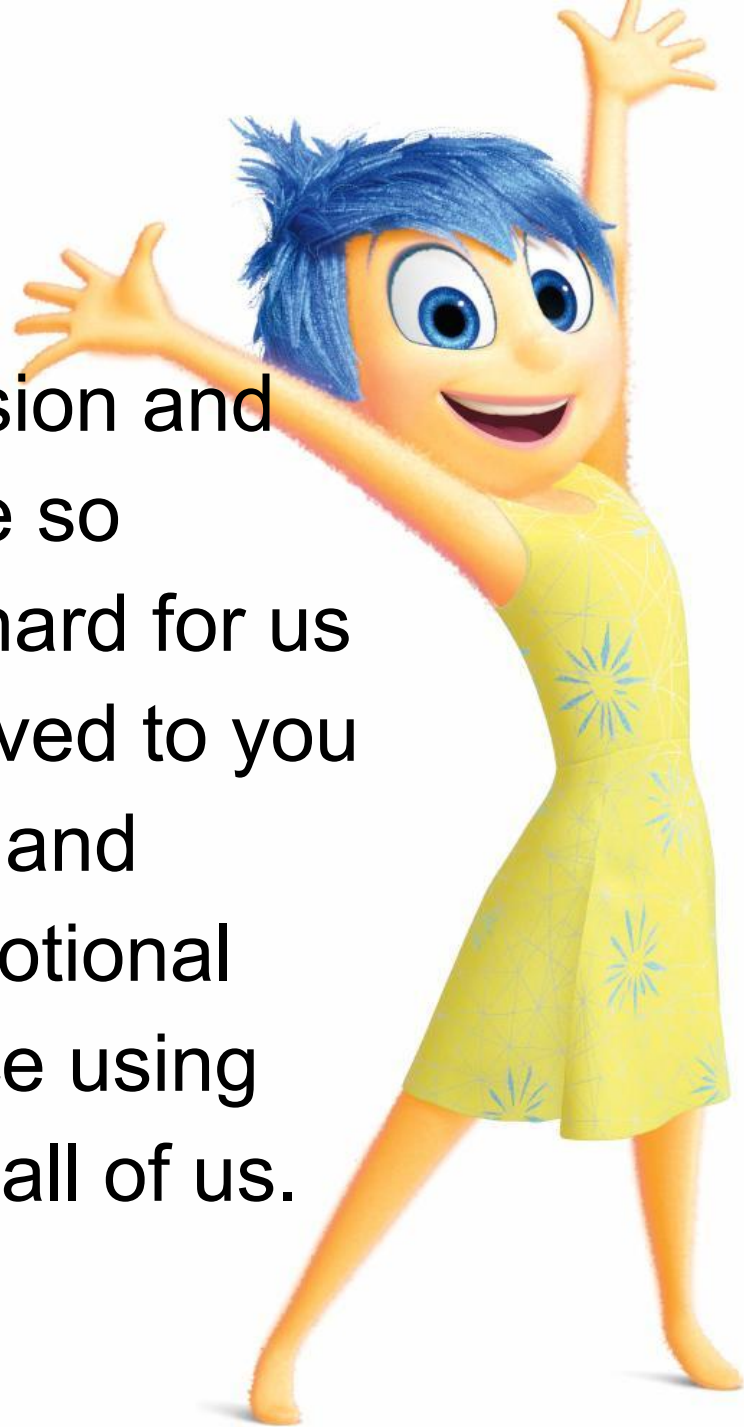 sion and
e so
hard for us
ved to you
and
otional
e using
all of us.